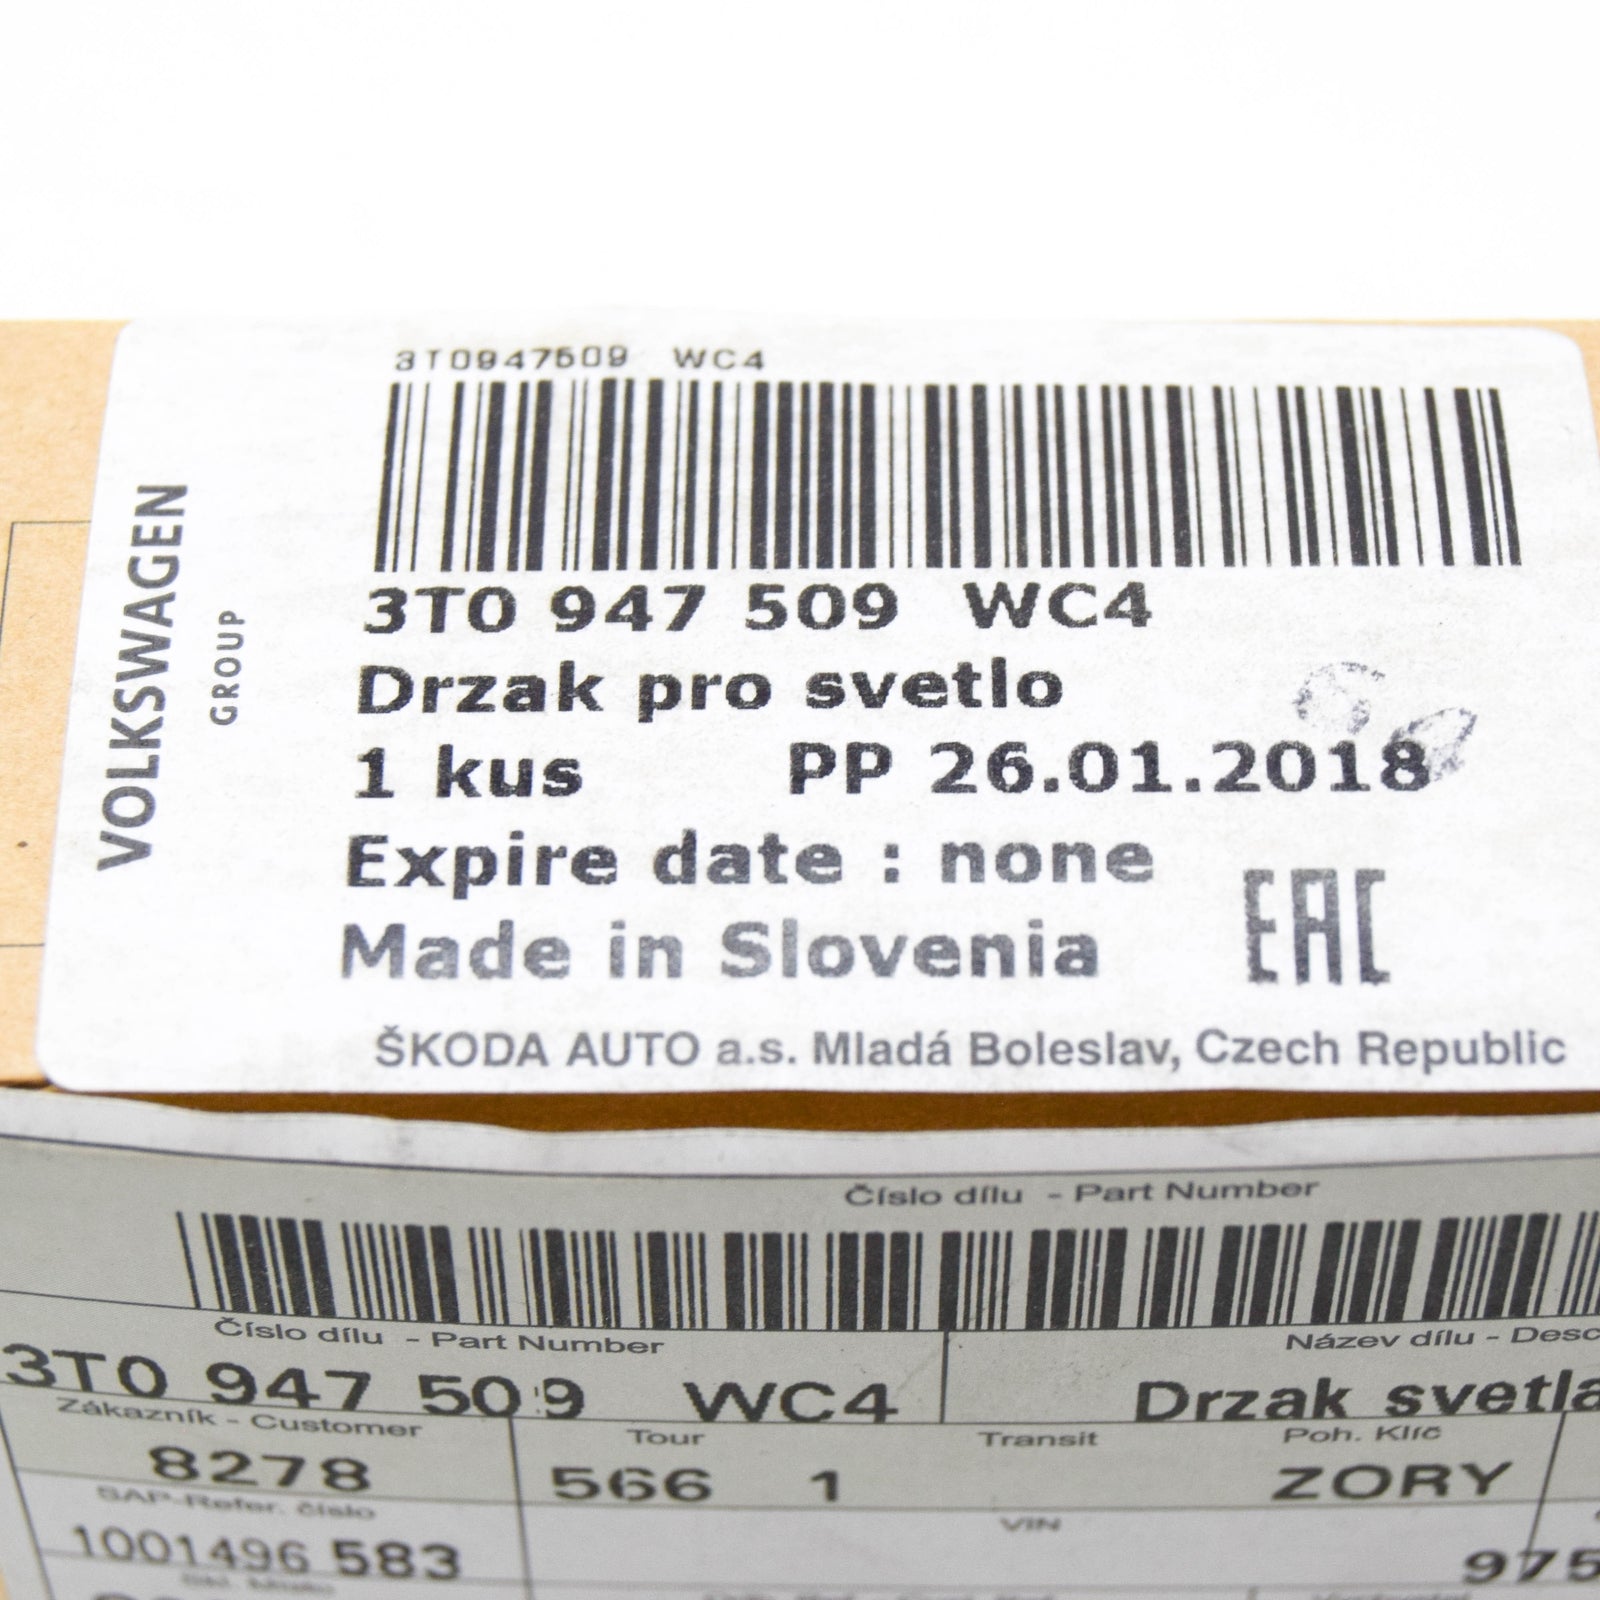 3T0947509 WC4
VOLKSWAGEN
GROUP
3T0 947 509 WC4
Drzak pro svetlo
1 kus PP 26.01.2018
Expire date : none
EAC
Made in Slovenia
ŠKODA AUTO a.s. Mladá Boleslav, Czech Republic
Číslo dílu - Part Number
Číslo dílu - Part Number Název dílu - Desc
3T0 947 509 WC4 Drzak svetla
Zákazník - Customer Tour Transit Poh. Klíč
8278 566 1 ZORY
SAP-Refer. číslo VIN
1001496 583 975